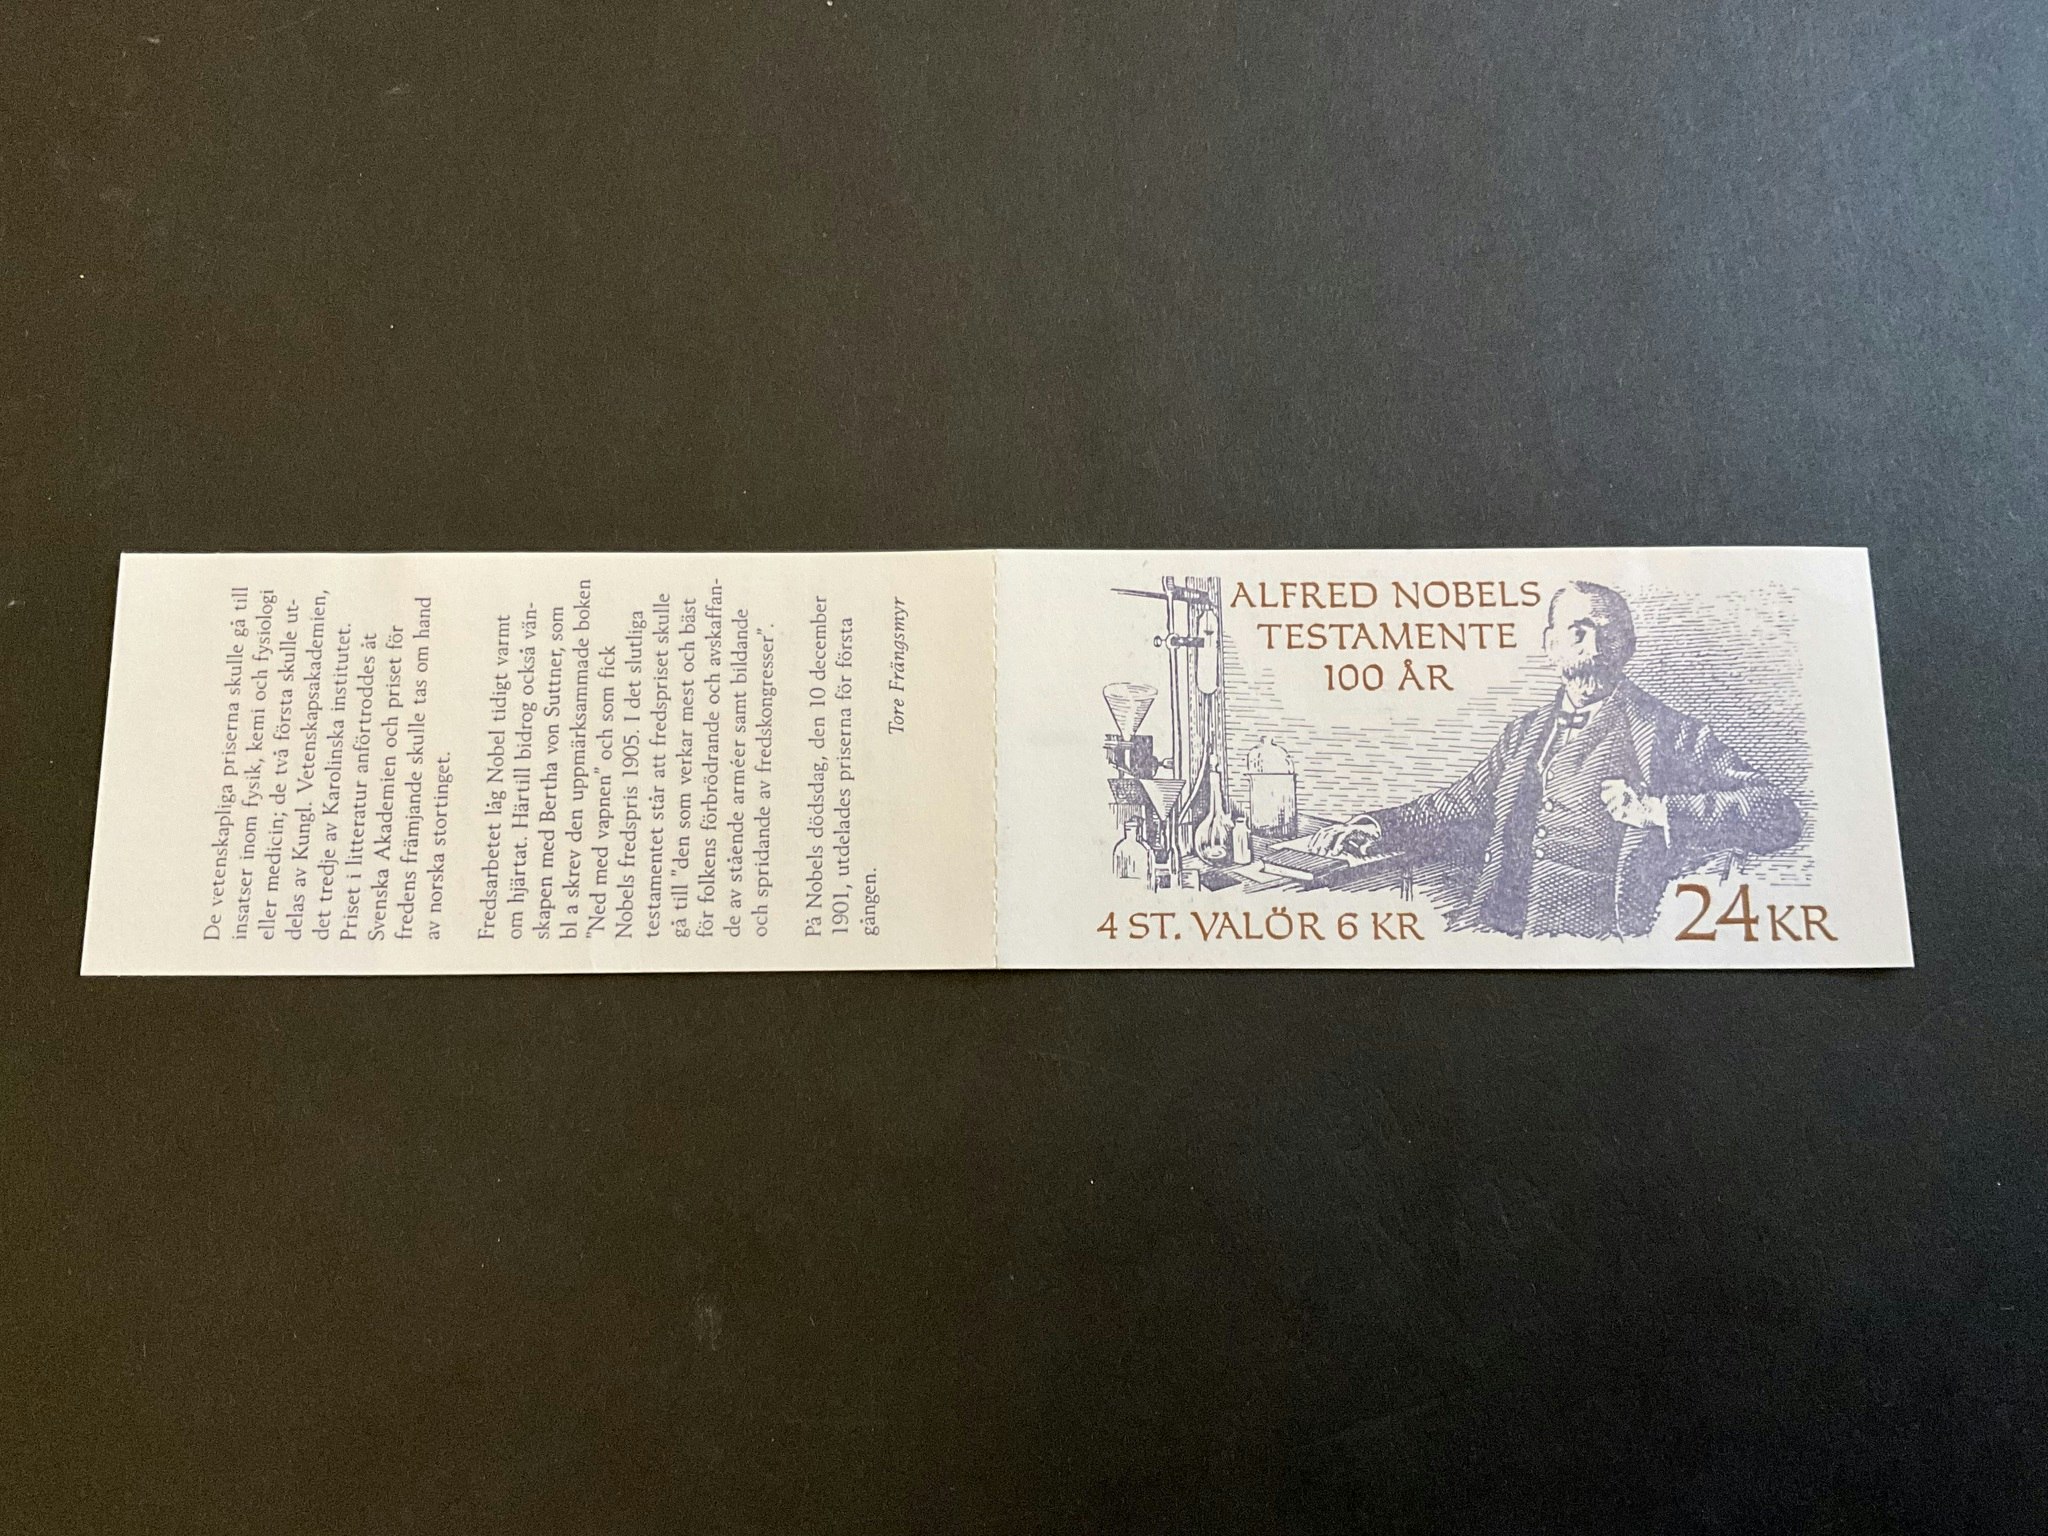 De vetenskapliga priserna skulle gå till
insatser inom fysik, kemi och fysiologi
eller medicin; de två första skulle ut-
delas av Kungl. Vetenskapsakademien,
det tredje av Karolinska institutet.
Priset i litteratur anförtroddes åt
Svenska Akademien och priset för
fredens främjande skulle tas om hand
av norska stortinget.
Fredsarbetet låg Nobel tidigt varmt
om hjärtat. Härtill bidrog också vän-
skapen med Bertha von Suttner, som
bl a skrev den uppmärksammade boken
"Ned med vapnen" och som fick
Nobels fredspris 1905. I det slutliga
testamentet står att fredspriset skulle
gå till "den som verkar mest och bäst
för folkens förbrödrande och avskaffan-
de av stående arméer samt bildande
och spridande av fredskongresser".
På Nobels dödsdag, den 10 december
1901, utdelades priserna för första
gången.
Tore Frängsmyr
ALFRED NOBELS
TESTAMENTE
100 ÅR
4 ST. VALÖR 6 KR
24 KR